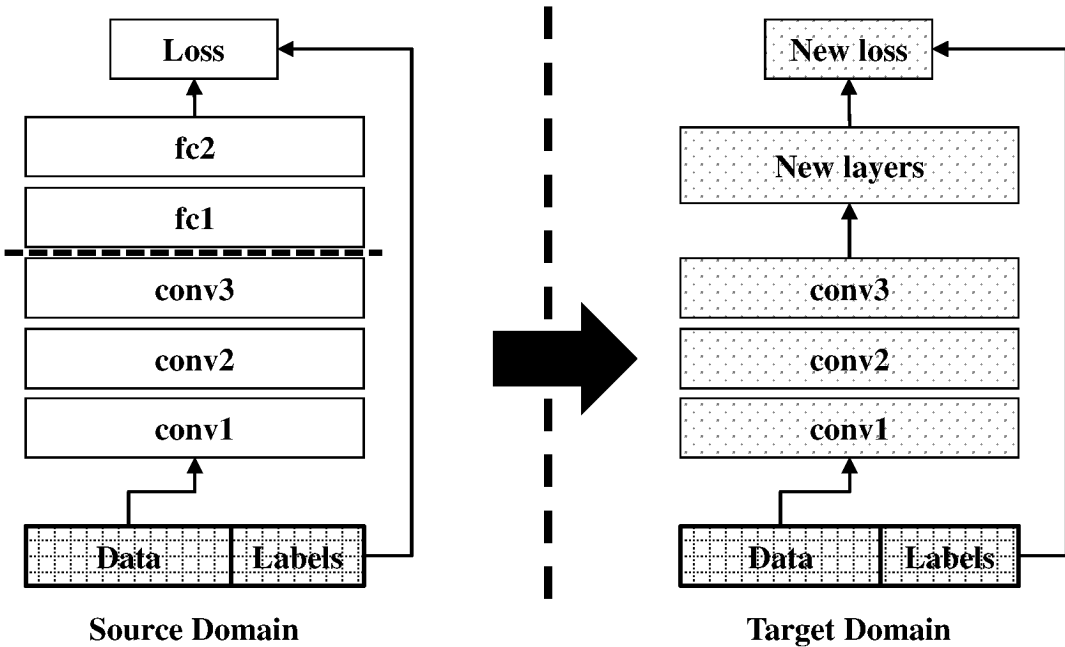 Loss
fc2
fc1
conv3
conv2
conv1
Data Labels
Source Domain
New loss
New layers
conv3
conv2
conv1
Data Labels
Target Domain